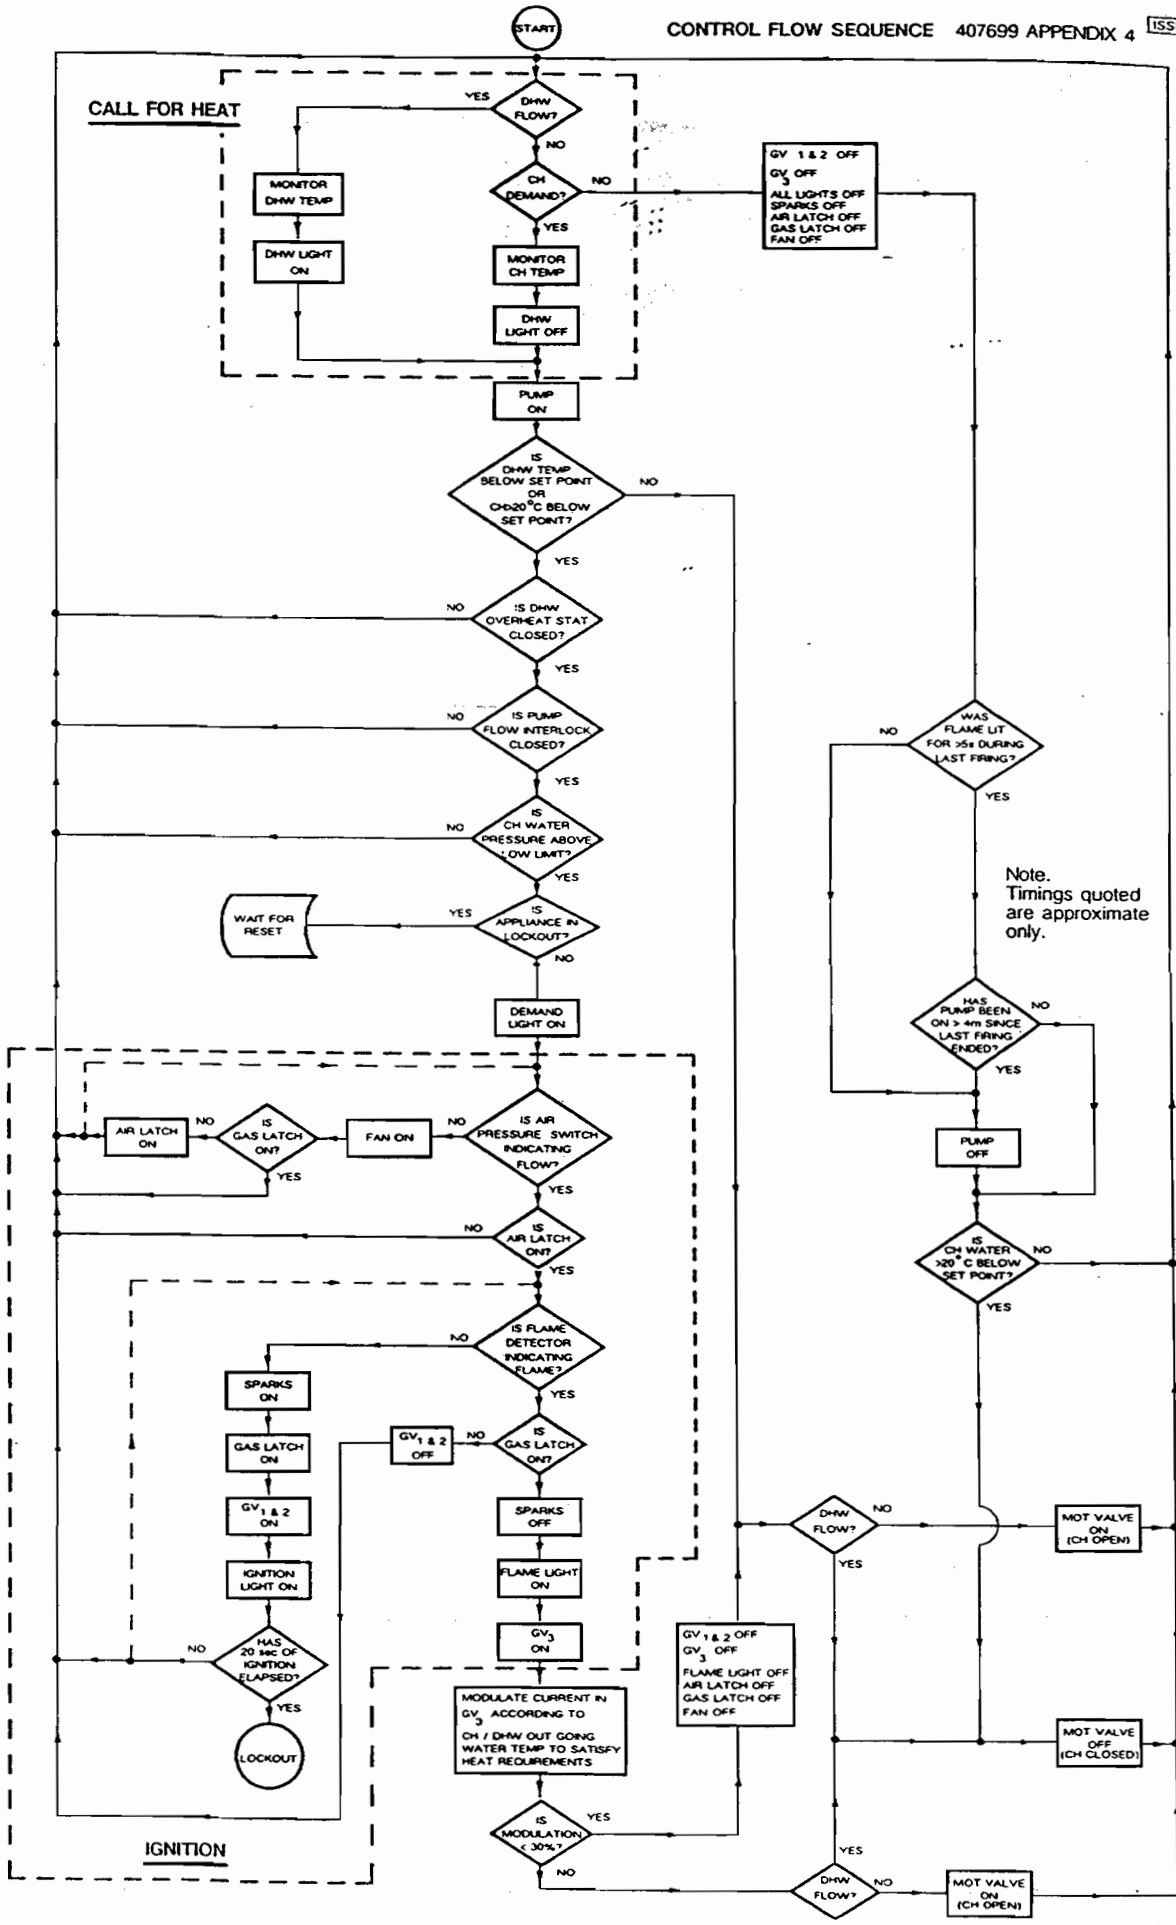 START
CONTROL FLOW SEQUENCE 407699 APPENDIX 4
ISS
CALL FOR HEAT
YES
DHW
FLOW?
NO
MONITOR
DHW TEMP
DHW LIGHT
ON
CH
DEMAND?
NO
YES
MONITOR
CH TEMP
DHW
LIGHT OFF
GV 1 & 2 OFF
GV3 OFF
ALL LIGHTS OFF
SPARKS OFF
AIR LATCH OFF
GAS LATCH OFF
FAN OFF
PUMP
ON
IS
DHW TEMP
BELOW SET POINT
OR
CH>20°C BELOW
SET POINT?
NO
YES
IS DHW
OVERHEAT STAT
CLOSED?
NO
YES
IS PUMP
FLOW INTERLOCK
CLOSED?
NO
YES
IS
CH WATER
PRESSURE ABOVE
LOW LIMIT?
NO
YES
IS
APPLIANCE IN
LOCKOUT?
YES
NO
WAIT FOR
RESET
DEMAND
LIGHT ON
WAS
FLAME LIT
FOR >5s DURING
LAST FIRING?
NO
YES
Note.
Timings quoted
are approximate
only.
HAS
PUMP BEEN
ON > 4m SINCE
LAST FIRING
ENDED?
NO
YES
PUMP
OFF
IS
CH WATER
>20°C BELOW
SET POINT?
NO
YES
IS AIR
PRESSURE SWITCH
INDICATING
FLOW?
NO
YES
FAN ON
IS
GAS LATCH
ON?
NO
YES
AIR LATCH
ON
IS
AIR LATCH
ON?
NO
YES
IS FLAME
DETECTOR
INDICATING
FLAME?
NO
YES
SPARKS
ON
GAS LATCH
ON
GV1 & 2
ON
IGNITION
LIGHT ON
HAS
20 sec OF
IGNITION
ELAPSED?
NO
YES
LOCKOUT
IS
GAS LATCH
ON?
NO
YES
GV1 & 2
OFF
SPARKS
OFF
FLAME LIGHT
ON
GV3
ON
IGNITION
MODULATE CURRENT IN
GV3 ACCORDING TO
CH / DHW OUT GOING
WATER TEMP TO SATISFY
HEAT REQUIREMENTS
IS
MODULATION
< 30%?
YES
NO
GV1 & 2 OFF
GV3 OFF
FLAME LIGHT OFF
AIR LATCH OFF
GAS LATCH OFF
FAN OFF
DHW
FLOW?
NO
YES
MOT VALVE
ON
(CH OPEN)
MOT VALVE
OFF
(CH CLOSED)
YES
DHW
FLOW?
NO
MOT VALVE
ON
(CH OPEN)